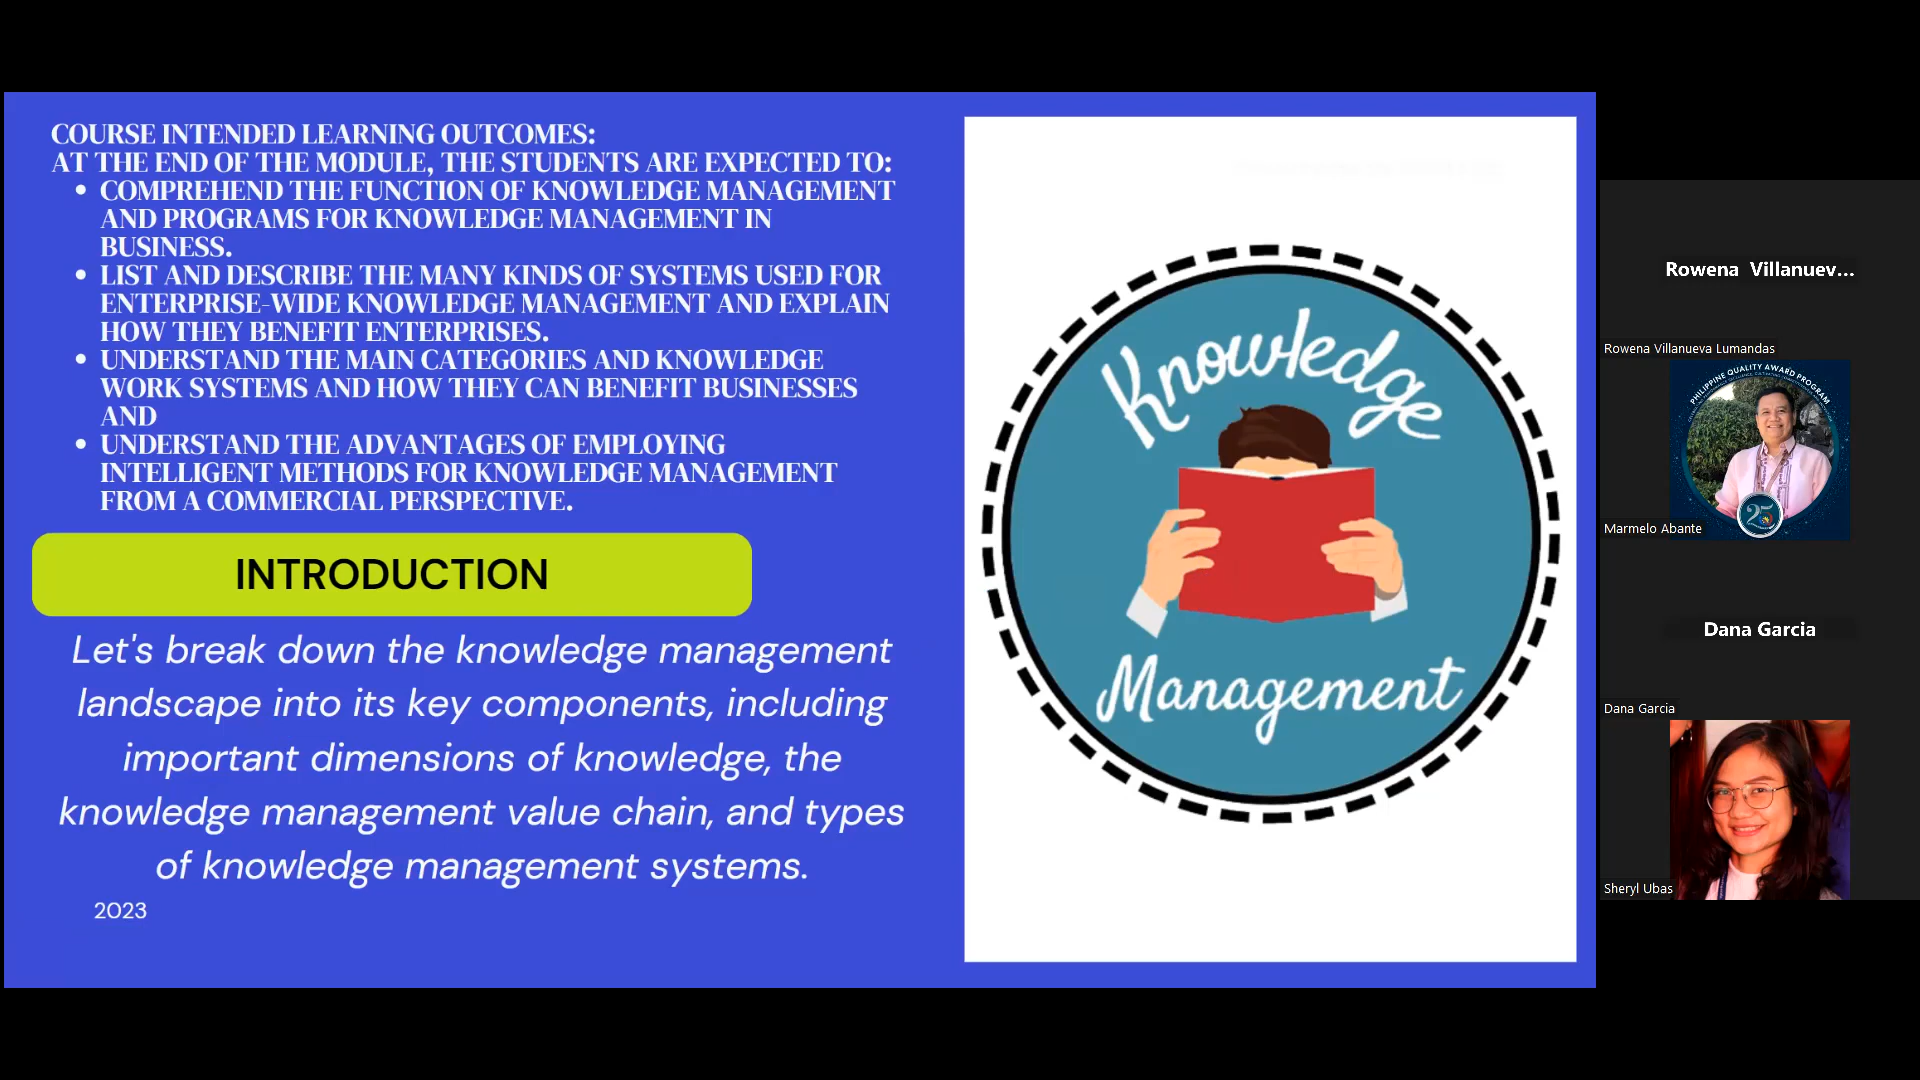 COURSE INTENDED LEARNING OUTCOMES:
AT THE END OF THE MODULE, THE STUDENTS ARE EXPECTED TO:
• COMPREHEND THE FUNCTION OF KNOWLEDGE MANAGEMENT
AND PROGRAMS FOR KNOWLEDGE MANAGEMENT IN
BUSINESS.
• LIST AND DESCRIBE THE MANY KINDS OF SYSTEMS USED FOR
ENTERPRISE-WIDE KNOWLEDGE MANAGEMENT AND EXPLAIN
HOW THEY BENEFIT ENTERPRISES.
• UNDERSTAND THE MAIN CATEGORIES AND KNOWLEDGE
WORK SYSTEMS AND HOW THEY CAN BENEFIT BUSINESSES
AND
• UNDERSTAND THE ADVANTAGES OF EMPLOYING
INTELLIGENT METHODS FOR KNOWLEDGE MANAGEMENT
FROM A COMMERCIAL PERSPECTIVE.
INTRODUCTION
Let's break down the knowledge management
landscape into its key components, including
important dimensions of knowledge, the
knowledge management value chain, and types
of knowledge management systems.
2023
Knowledge
Management
Rowena Villanuev...
Rowena Villanueva Lumandas
PHILIPPINE QUALITY AWARD PROGRAM
25
Marmelo Abante
Dana Garcia
Dana Garcia
Sheryl Ubas